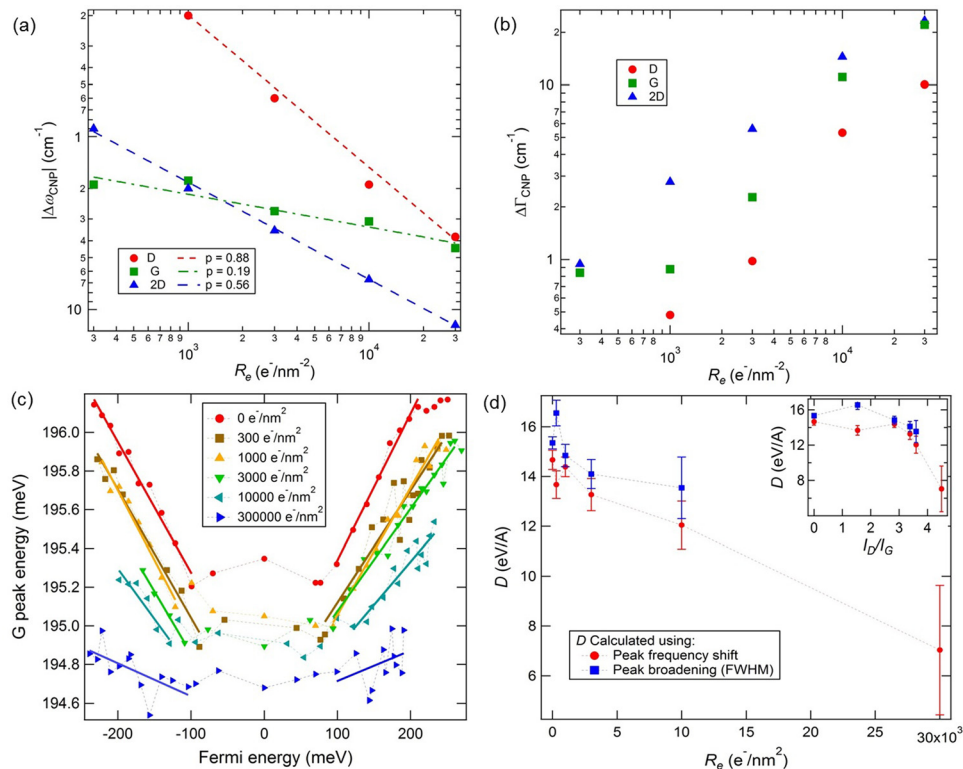 (a)
|Δω_CNP| (cm⁻¹)
2
5
6
7
8
9
1
2
3
4
5
6
7
8
9
10
D
G
2D
p = 0.88
p = 0.19
p = 0.56
3 4 5 6 7 8 9
10³
2 3 4 5 6 7 8 9
10⁴
2 3
R_e (e⁻/nm⁻²)
(b)
ΔΓ_CNP (cm⁻¹)
2
10
6
5
4
3
2
1
6
5
4
D
G
2D
3 4 5 6 7 8 9
10³
2 3 4 5 6 7 8 9
10⁴
2 3
R_e (e⁻/nm⁻²)
(c)
G peak energy (meV)
196.0
195.8
195.6
195.4
195.2
195.0
194.8
194.6
0 e⁻/nm²
300 e⁻/nm²
1000 e⁻/nm²
3000 e⁻/nm²
10000 e⁻/nm²
300000 e⁻/nm²
-200 -100 0 100 200
Fermi energy (meV)
(d)
D (eV/A)
16
14
12
10
8
6
D Calculated using:
Peak frequency shift
Peak broadening (FWHM)
0 5 10 15 20 25 30x10³
R_e (e⁻/nm²)
D (eV/A)
16
12
8
4
0
0 1 2 3 4
I_D/I_G